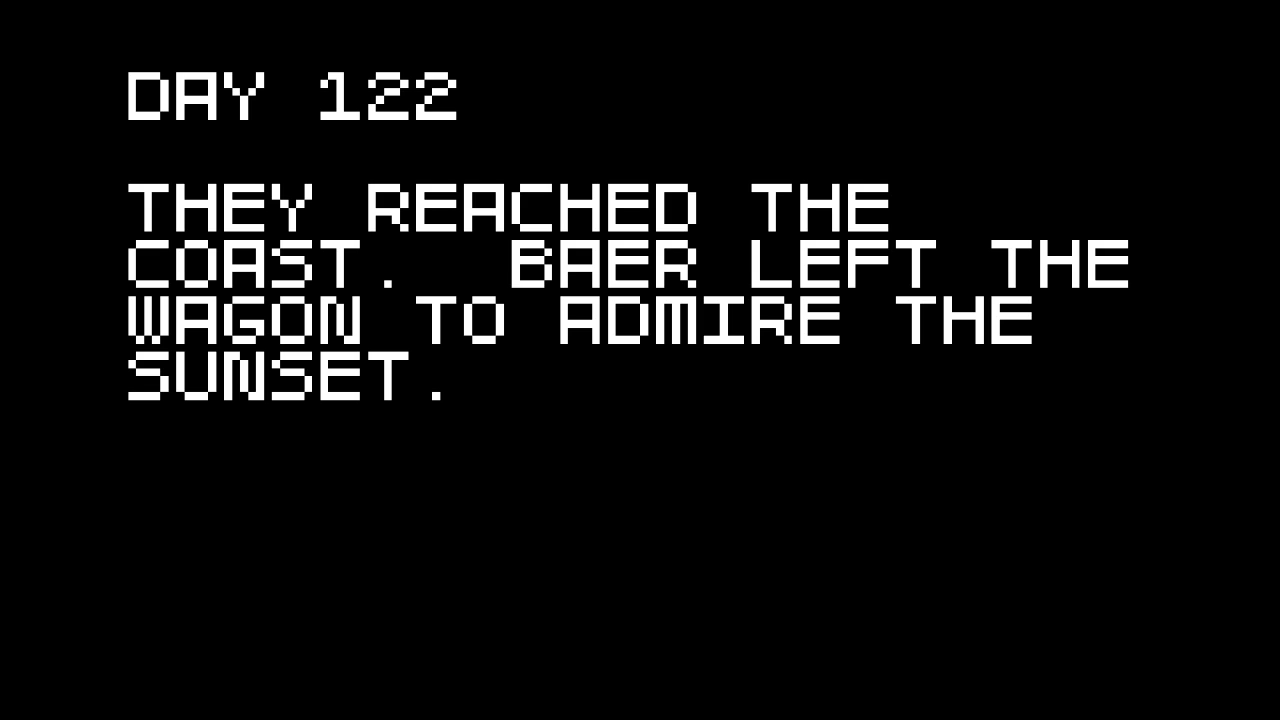 DAY 122
THEY REACHED THE
COAST.  BAER LEFT THE
WAGON TO ADMIRE THE
SUNSET.